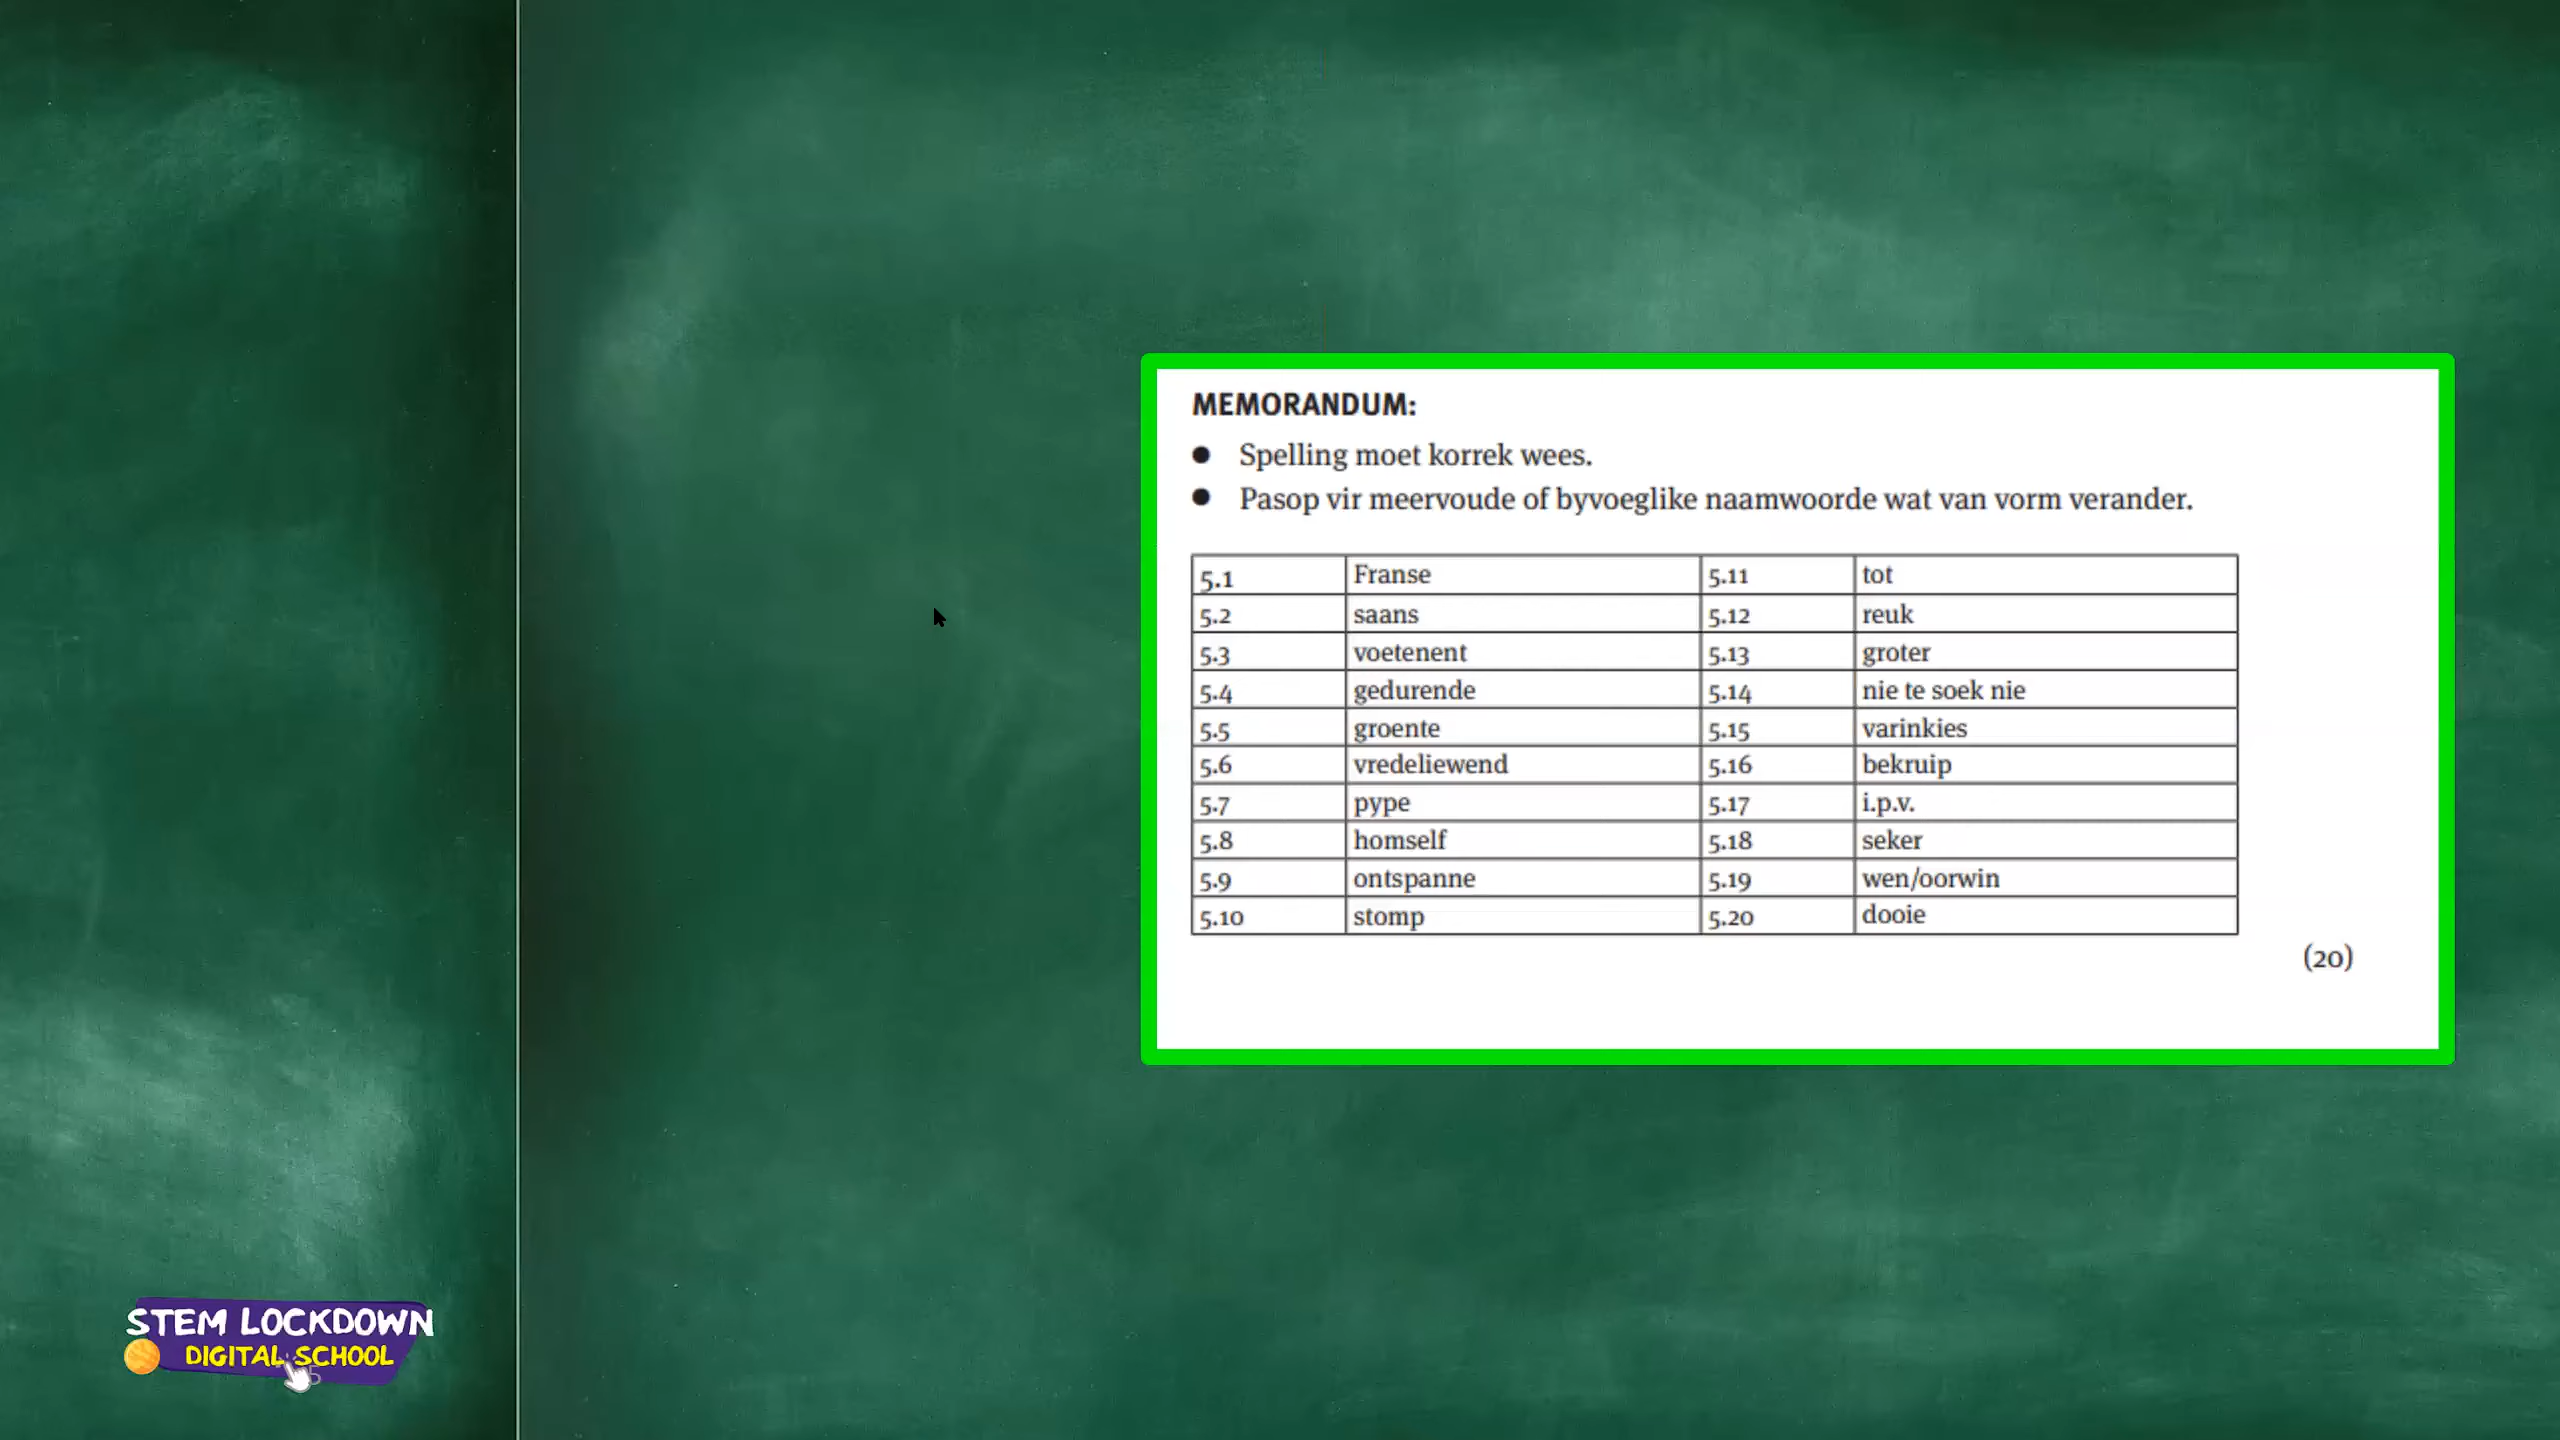 MEMORANDUM:
● Spelling moet korrek wees.
● Pasop vir meervoude of byvoeglike naamwoorde wat van vorm verander.
5.1 Franse 5.11 tot
5.2 saans 5.12 reuk
5.3 voetenent 5.13 groter
5.4 gedurende 5.14 nie te soek nie
5.5 groente 5.15 varinkies
5.6 vredeliewend 5.16 bekruip
5.7 pype 5.17 i.p.v.
5.8 homself 5.18 seker
5.9 ontspanne 5.19 wen/oorwin
5.10 stomp 5.20 dooie
(20)
STEM LOCKDOWN
DIGITAL SCHOOL